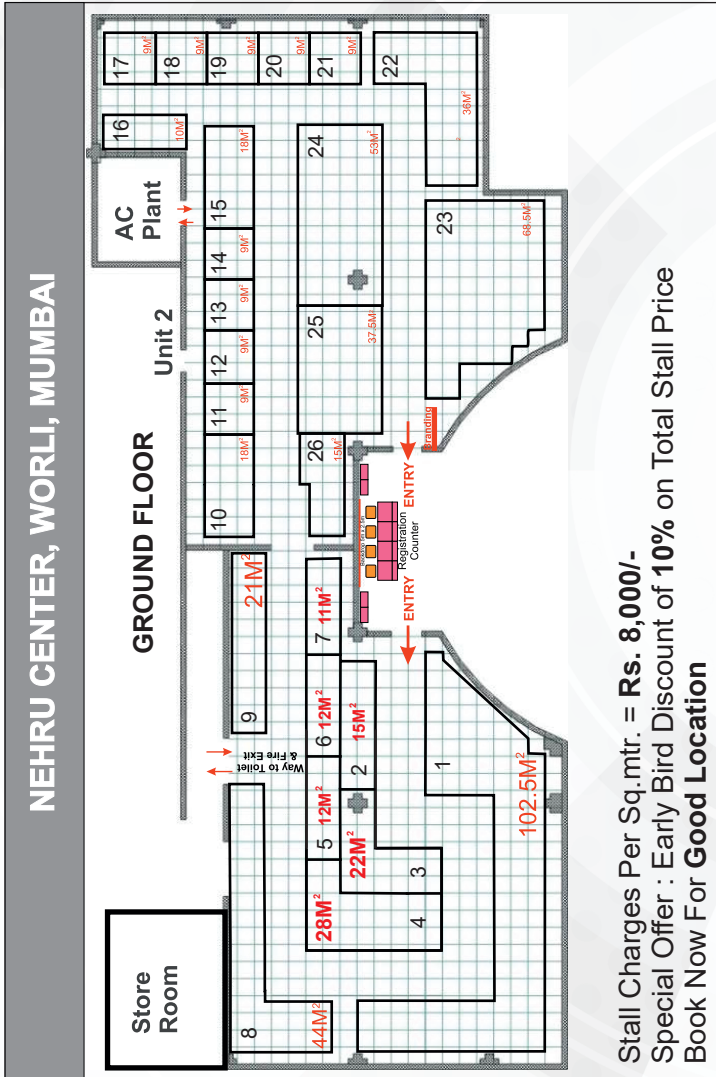 NEHRU CENTER, WORLI, MUMBAI
GROUND FLOOR
Unit 2
Store
Room
AC
Plant
Way to Toilet
& Fire Exit
8
44M²
9
21M²
10
18M²
11
9M²
12
9M²
13
9M²
14
9M²
15
18M²
16
10M²
17
9M²
18
9M²
19
9M²
20
9M²
21
9M²
22
36M²
23
68.5M²
24
53M²
25
37.5M²
26
15M²
7
11M²
6
12M²
5
12M²
4
28M²
3
22M²
2
15M²
1
102.5M²
ENTRY
Registration
Counter
ENTRY
Branding
Stall Charges Per Sq.mtr. = Rs. 8,000/-
Special Offer : Early Bird Discount of 10% on Total Stall Price
Book Now For Good Location